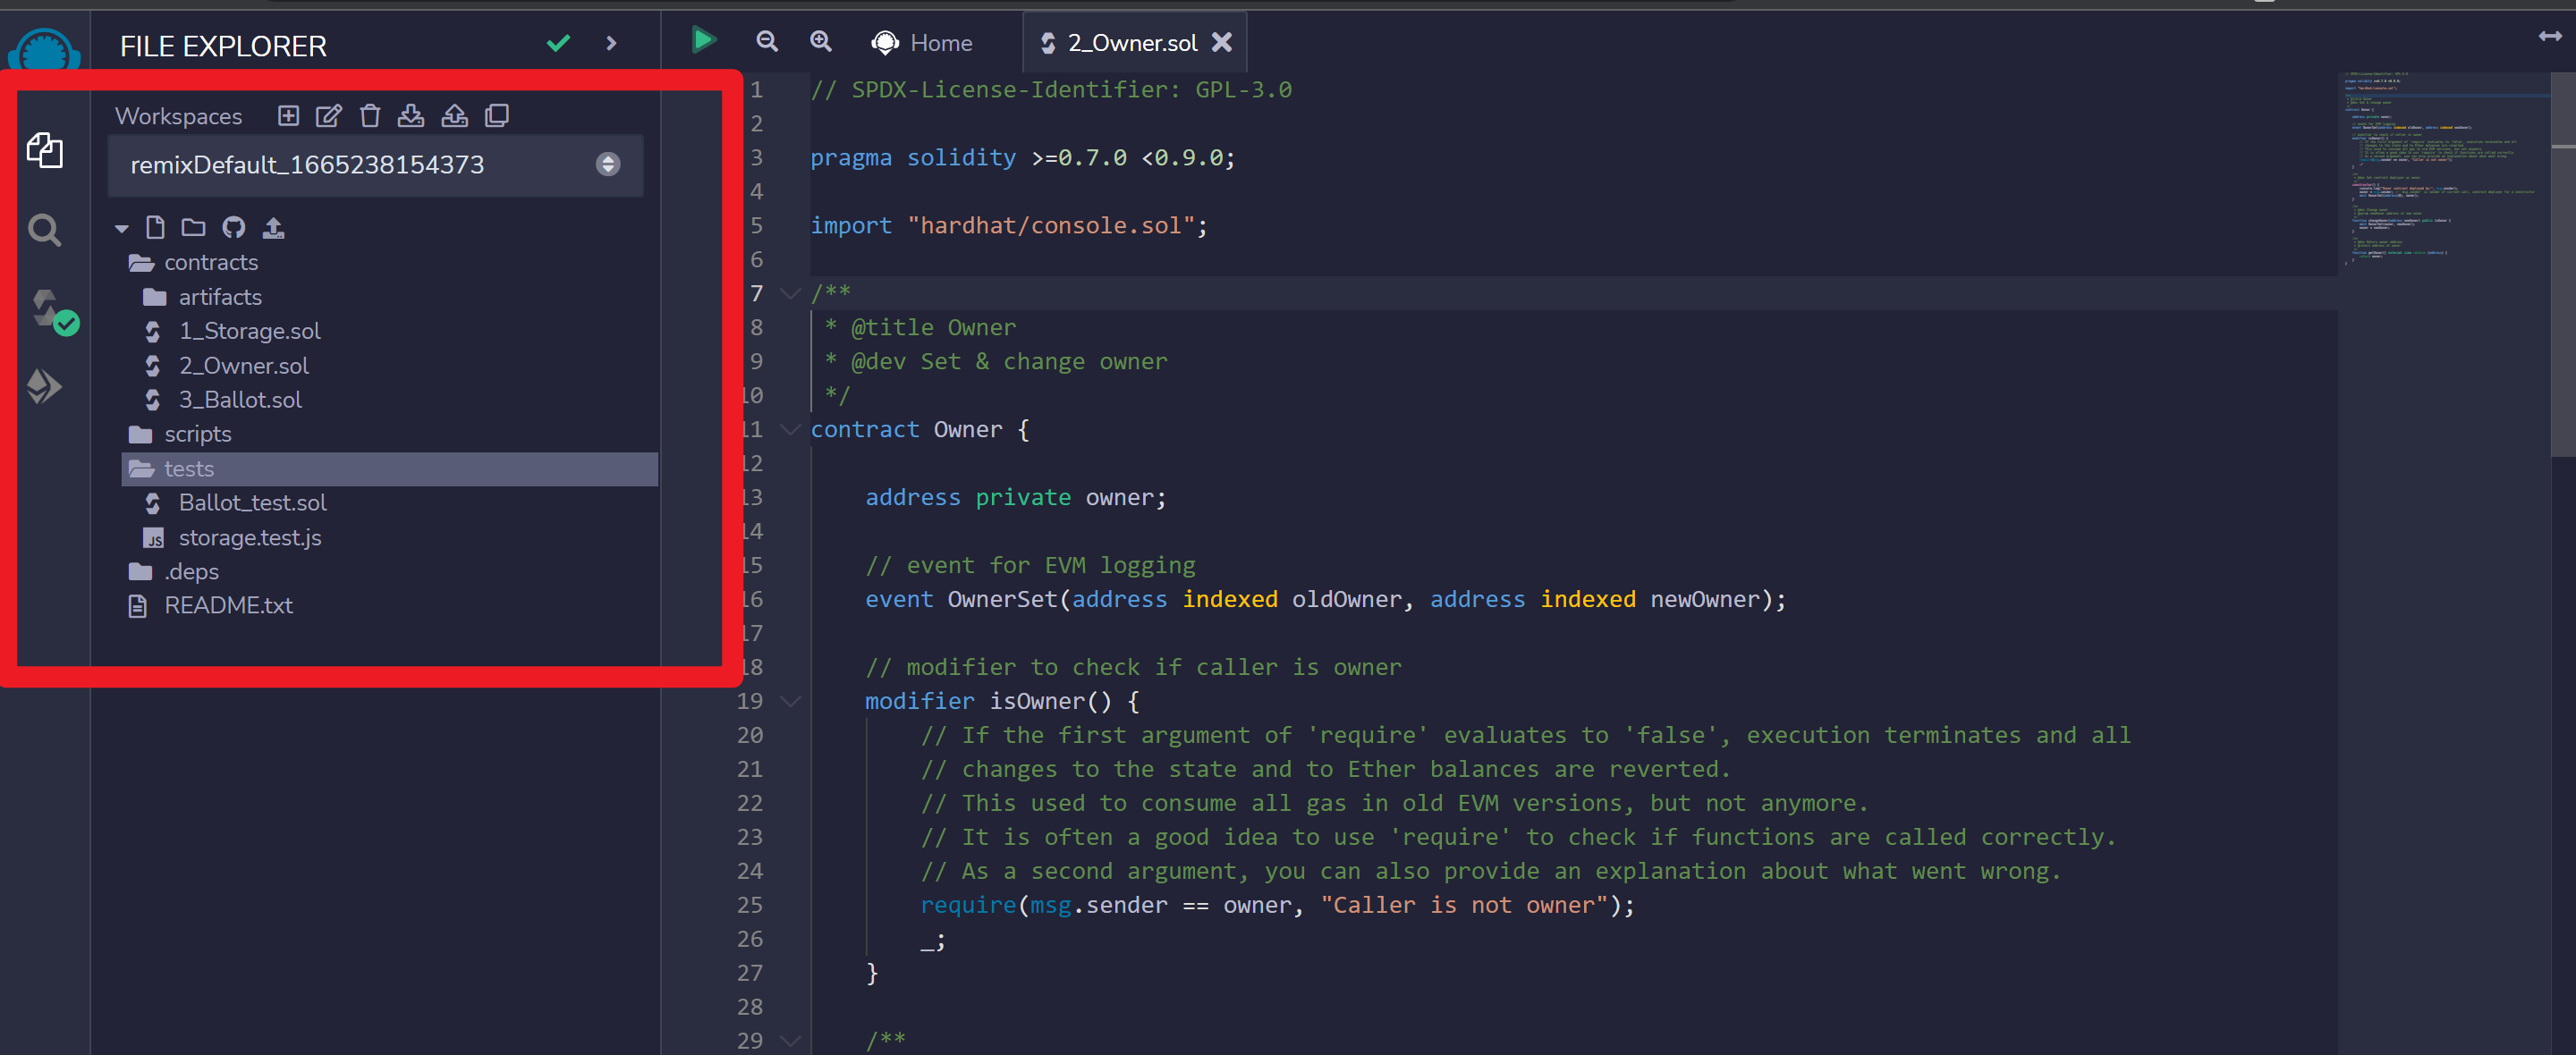 FILE EXPLORER
Workspaces
remixDefault_1665238154373
contracts
artifacts
1_Storage.sol
2_Owner.sol
3_Ballot.sol
scripts
tests
Ballot_test.sol
JS storage.test.js
.deps
README.txt
Home
2_Owner.sol
1 // SPDX-License-Identifier: GPL-3.0
2
3 pragma solidity >=0.7.0 <0.9.0;
4
5 import "hardhat/console.sol";
6
7 /**
8 * @title Owner
9 * @dev Set & change owner
10 */
11 contract Owner {
12
13 address private owner;
14
15 // event for EVM logging
16 event OwnerSet(address indexed oldOwner, address indexed newOwner);
17
18 // modifier to check if caller is owner
19 modifier isOwner() {
20 // If the first argument of 'require' evaluates to 'false', execution terminates and all
21 // changes to the state and to Ether balances are reverted.
22 // This used to consume all gas in old EVM versions, but not anymore.
23 // It is often a good idea to use 'require' to check if functions are called correctly.
24 // As a second argument, you can also provide an explanation about what went wrong.
25 require(msg.sender == owner, "Caller is not owner");
26 _;
27 }
28
29 /**